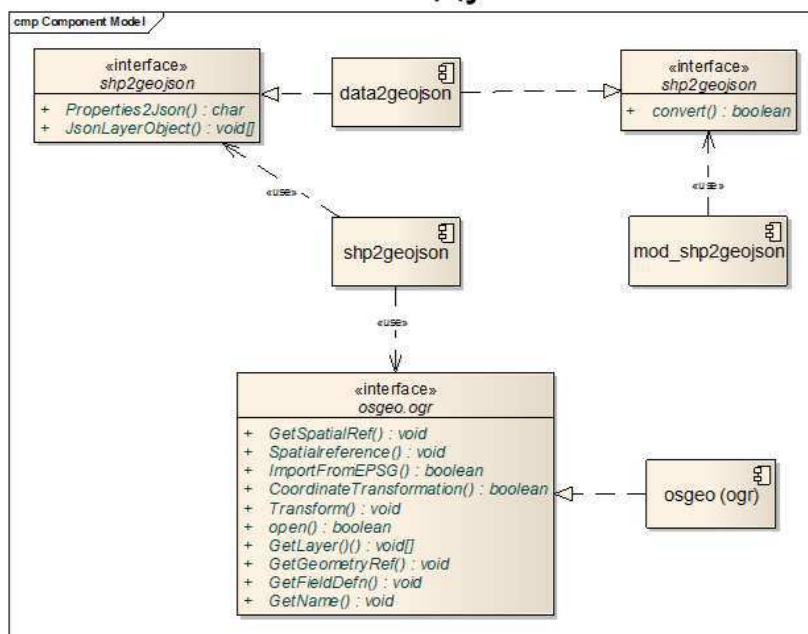 cmp Component Model
«interface»
shp2geojson
+ Properties2Json() : char
+ JsonLayerObject() : void[]
data2geojson
«interface»
shp2geojson
+ convert() : boolean
«use»
«use»
shp2geojson
mod_shp2geojson
«use»
«interface»
osgeo.ogr
+ GetSpatialRef() : void
+ Spatialreference() : void
+ ImportFromEPSG() : boolean
+ CoordinateTransformation() : boolean
+ Transform() : void
+ open() : boolean
+ GetLayer()() : void[]
+ GetGeometryRef() : void
+ GetFieldDefn() : void
+ GetName() : void
osgeo (ogr)